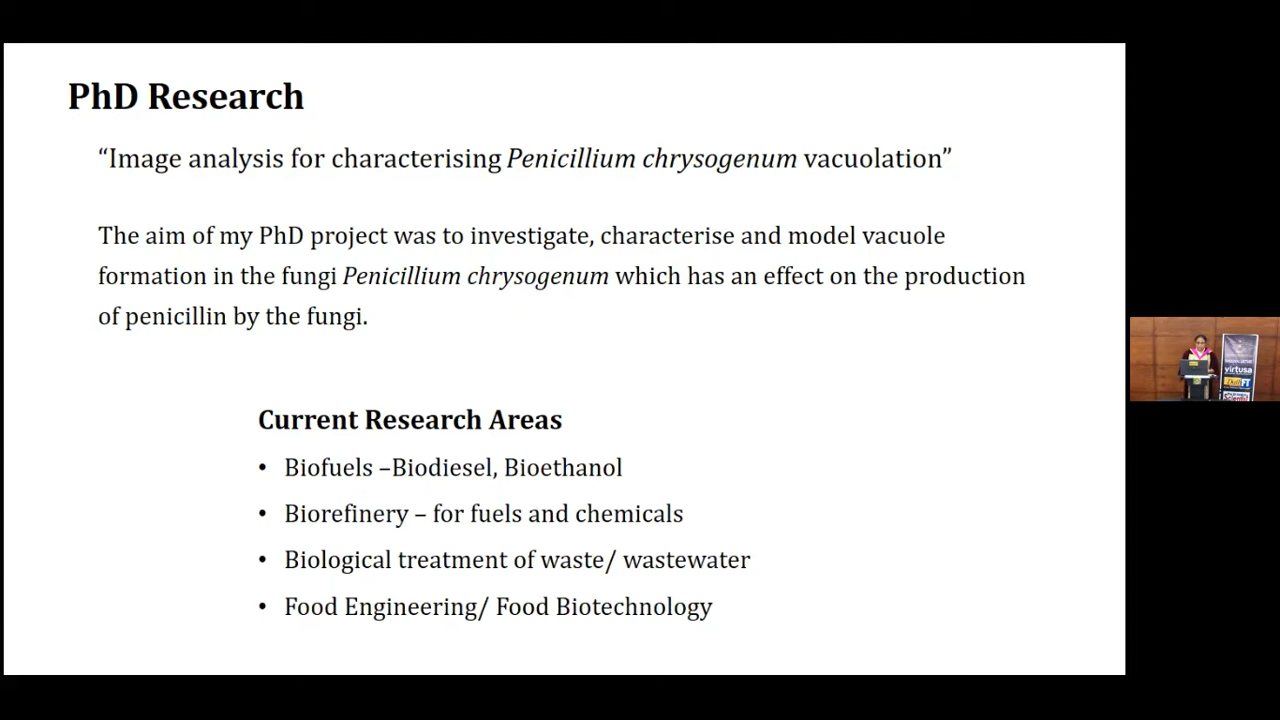 PhD Research
“Image analysis for characterising Penicillium chrysogenum vacuolation”
The aim of my PhD project was to investigate, characterise and model vacuole
formation in the fungi Penicillium chrysogenum which has an effect on the production
of penicillin by the fungi.
Current Research Areas
• Biofuels –Biodiesel, Bioethanol
• Biorefinery – for fuels and chemicals
• Biological treatment of waste/ wastewater
• Food Engineering/ Food Biotechnology
virtusa